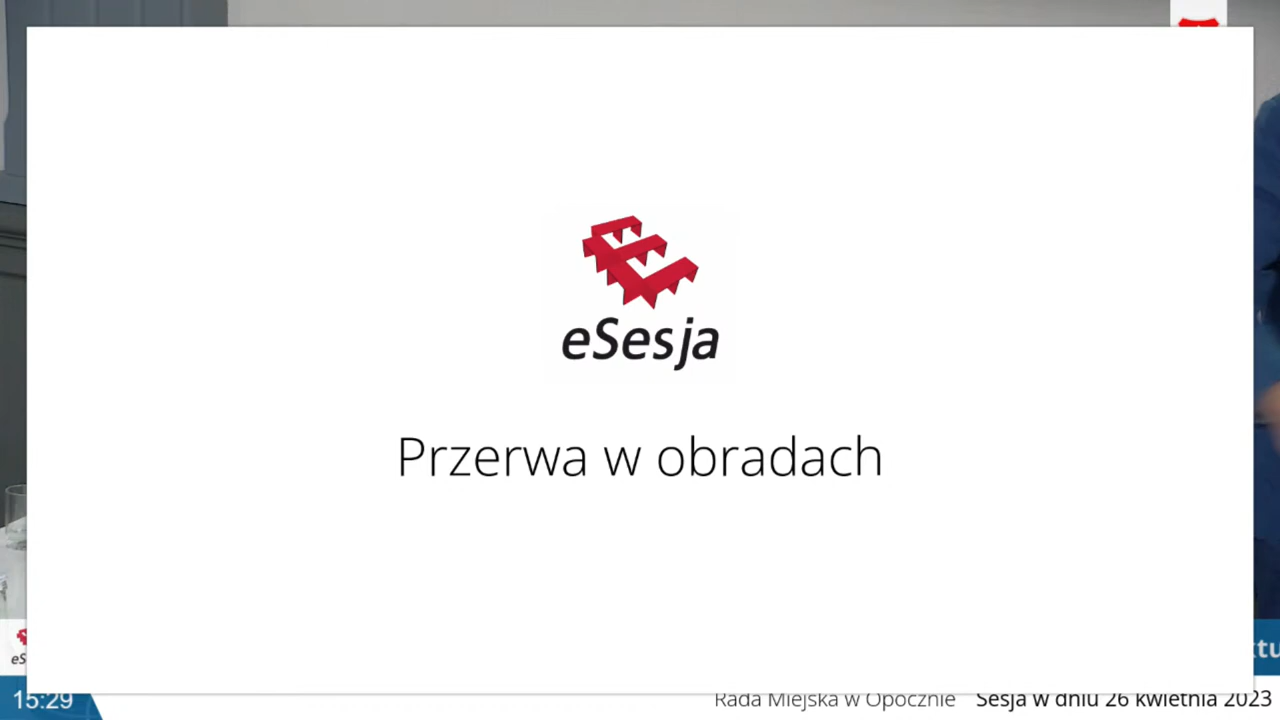 eSesja
Przerwa w obradach
15:29
Rada Miejska w Opocznie Sesja w dniu 26 kwietnia 2023